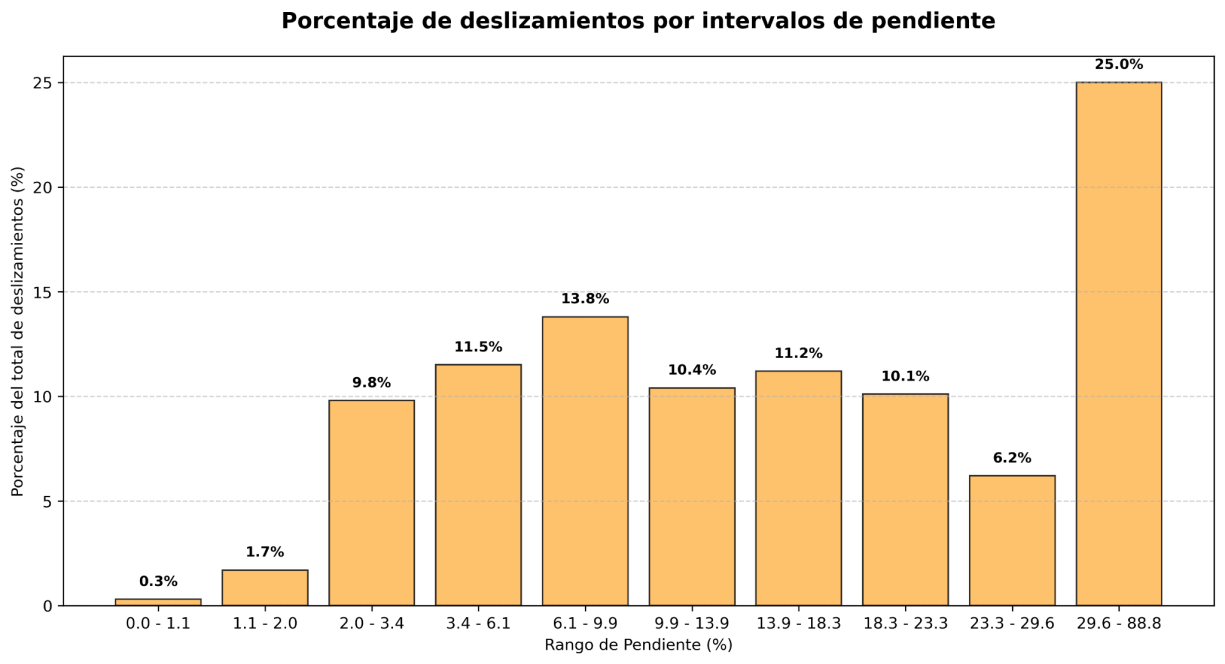 Porcentaje de deslizamientos por intervalos de pendiente
Porcentaje del total de deslizamientos (%)
25
20
15
10
5
0
0.3%
1.7%
9.8%
11.5%
13.8%
10.4%
11.2%
10.1%
6.2%
25.0%
0.0 - 1.1
1.1 - 2.0
2.0 - 3.4
3.4 - 6.1
6.1 - 9.9
9.9 - 13.9
13.9 - 18.3
18.3 - 23.3
23.3 - 29.6
29.6 - 88.8
Rango de Pendiente (%)